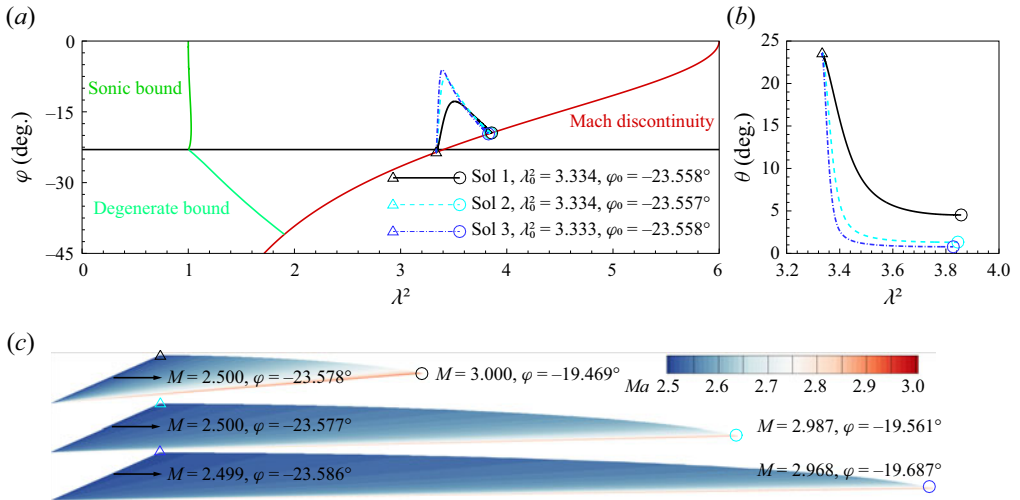 (a)
(b)
0
−15
−30
−45
φ (deg.)
Sonic bound
Degenerate bound
Mach discontinuity
Sol 1, λ₀² = 3.334, φ₀ = −23.558°
Sol 2, λ₀² = 3.334, φ₀ = −23.557°
Sol 3, λ₀² = 3.333, φ₀ = −23.558°
0 1 2 3 4 5 6
λ²
25
20
15
10
5
0
θ (deg.)
3.2 3.4 3.6 3.8 4.0
λ²
(c)
M = 2.500, φ = −23.578°
M = 3.000, φ = −19.469°
Ma
2.5 2.6 2.7 2.8 2.9 3.0
M = 2.500, φ = −23.577°
M = 2.987, φ = −19.561°
M = 2.499, φ = −23.586°
M = 2.968, φ = −19.687°